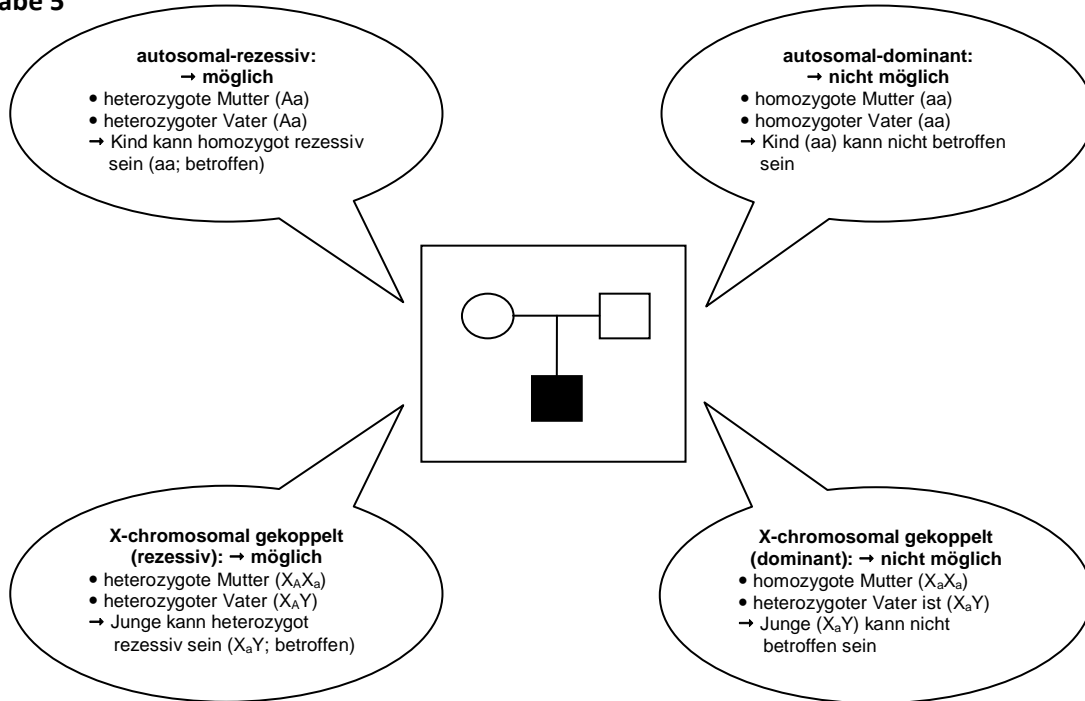 abe 5
autosomal-rezessiv:
→ möglich
• heterozygote Mutter (Aa)
• heterozygoter Vater (Aa)
→ Kind kann homozygot rezessiv
sein (aa; betroffen)
autosomal-dominant:
→ nicht möglich
• homozygote Mutter (aa)
• homozygoter Vater (aa)
→ Kind (aa) kann nicht betroffen
sein
X-chromosomal gekoppelt
(rezessiv): → möglich
• heterozygote Mutter (XAXa)
• heterozygoter Vater (XAY)
→ Junge kann heterozygot
rezessiv sein (XaY; betroffen)
X-chromosomal gekoppelt
(dominant): → nicht möglich
• homozygote Mutter (XaXa)
• heterozygoter Vater ist (XaY)
→ Junge (XaY) kann nicht
betroffen sein